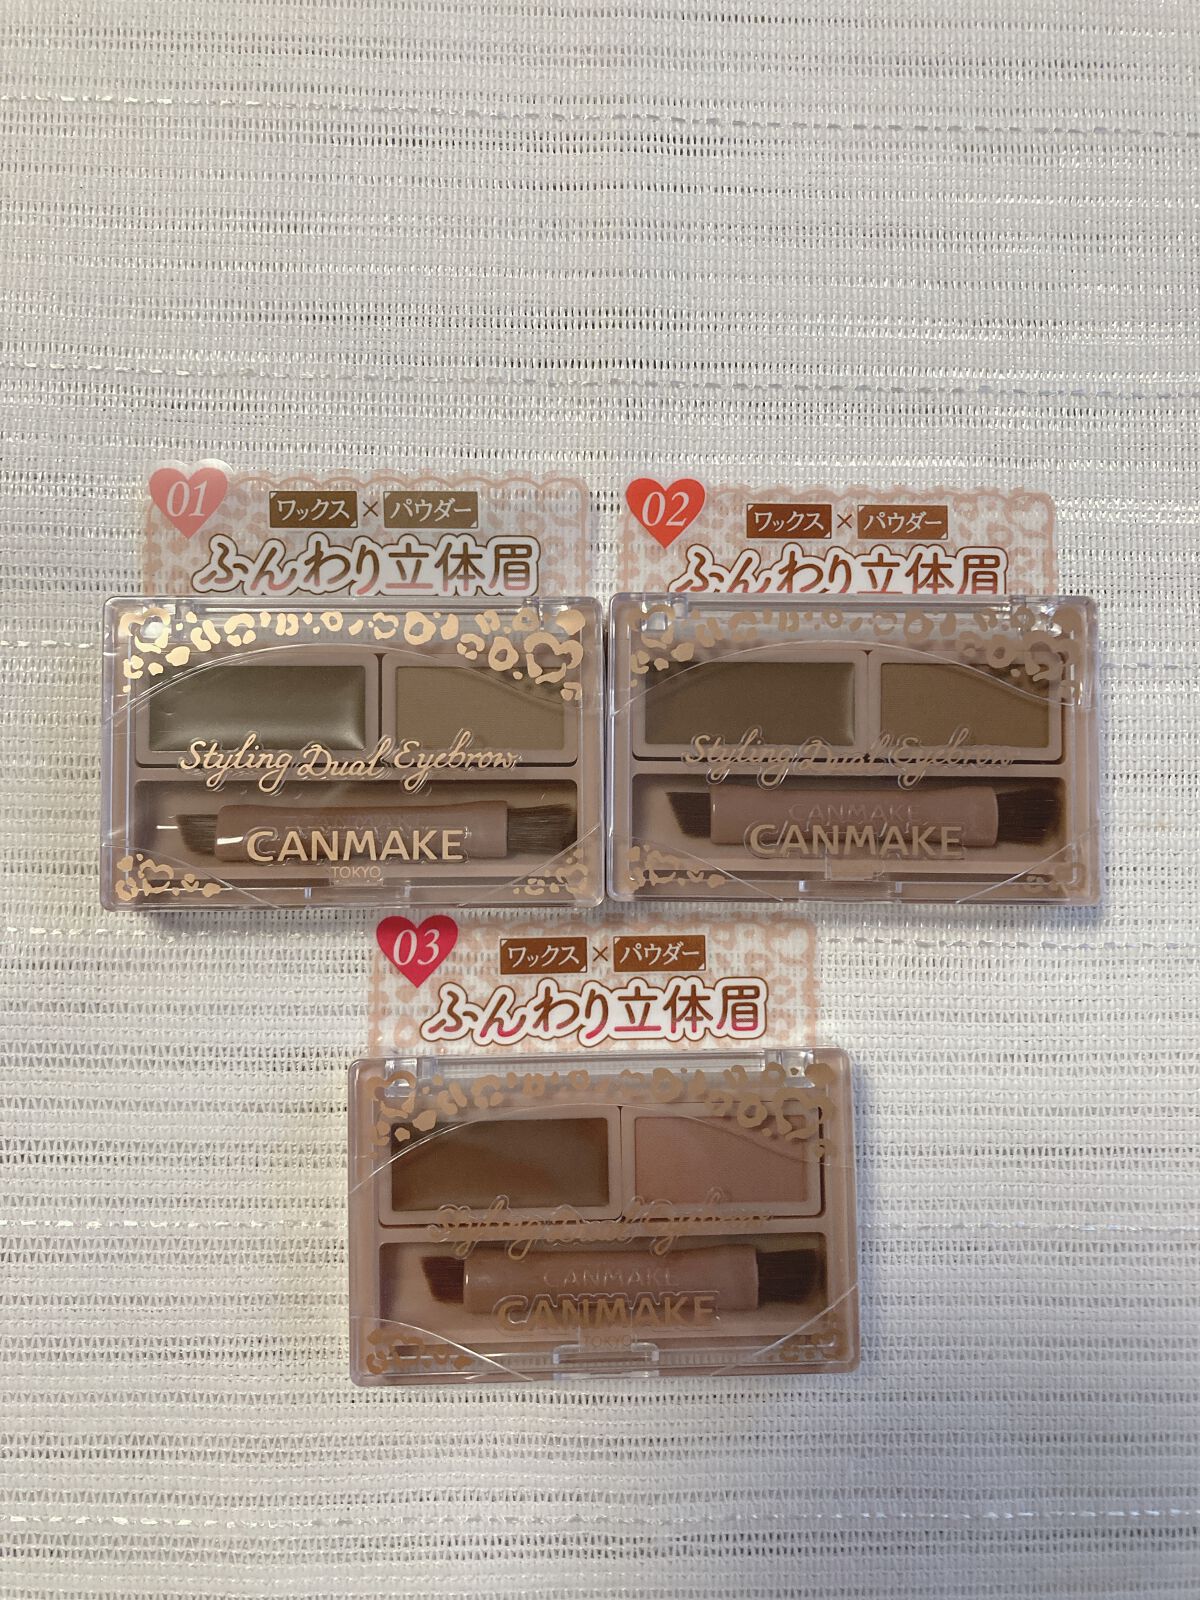 01
ワックス × パウダー
ふんわり立体眉
Styling Dual Eyebrow
CANMAKE
CANMAKE
TOKYO
02
ワックス × パウダー
ふんわり立体眉
Styling Dual Eyebrow
CANMAKE
CANMAKE
03
ワックス × パウダー
ふんわり立体眉
Styling Dual Eyebrow
CANMAKE
CANMAKE
TOKYO